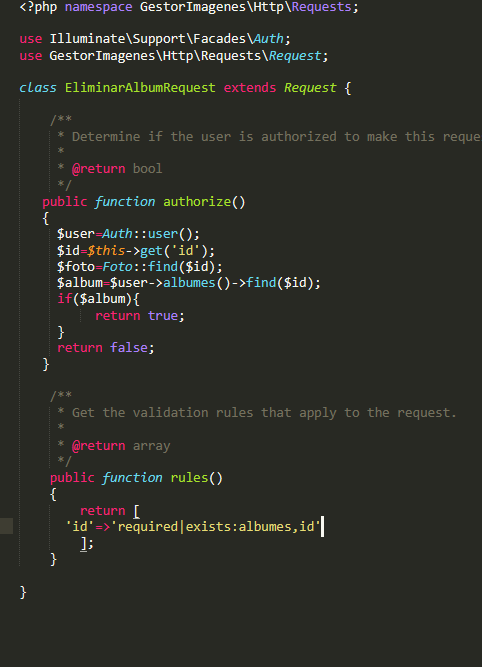 <?php namespace GestorImagenes\Http\Requests;
use Illuminate\Support\Facades\Auth;
use GestorImagenes\Http\Requests\Request;
class EliminarAlbumRequest extends Request {
/**
* Determine if the user is authorized to make this reque
*
* @return bool
*/
public function authorize()
{
$user=Auth::user();
$id=$this->get('id');
$foto=Foto::find($id);
$album=$user->albumes()->find($id);
if($album){
return true;
}
return false;
}
/**
* Get the validation rules that apply to the request.
*
* @return array
*/
public function rules()
{
return [
'id'=>'required|exists:albumes,id'
];
}
}